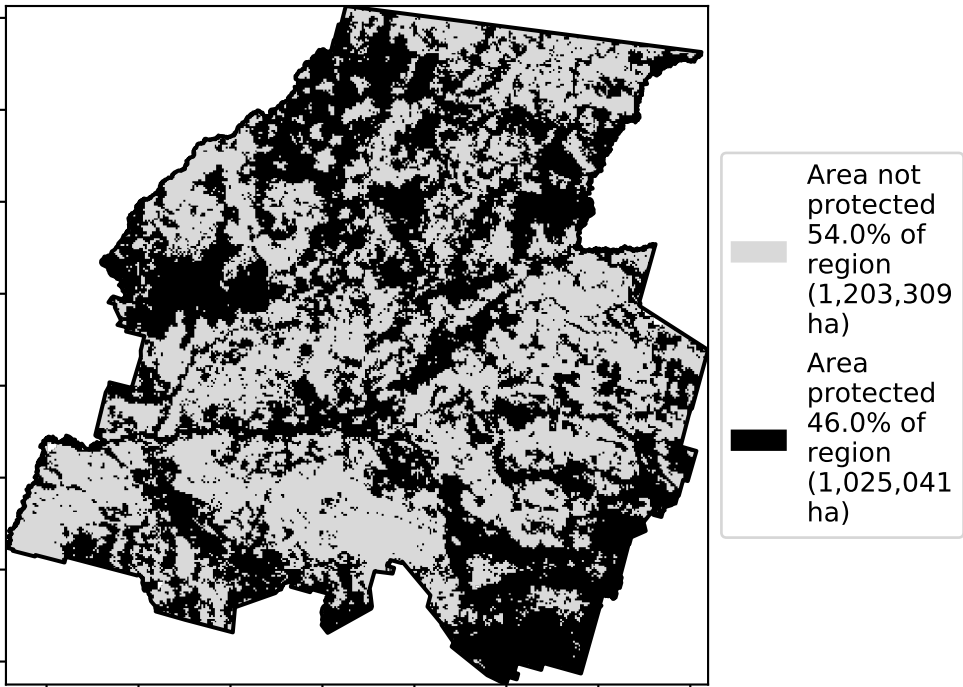 Area not
protected
54.0% of
region
(1,203,309
ha)
Area
protected
46.0% of
region
(1,025,041
ha)